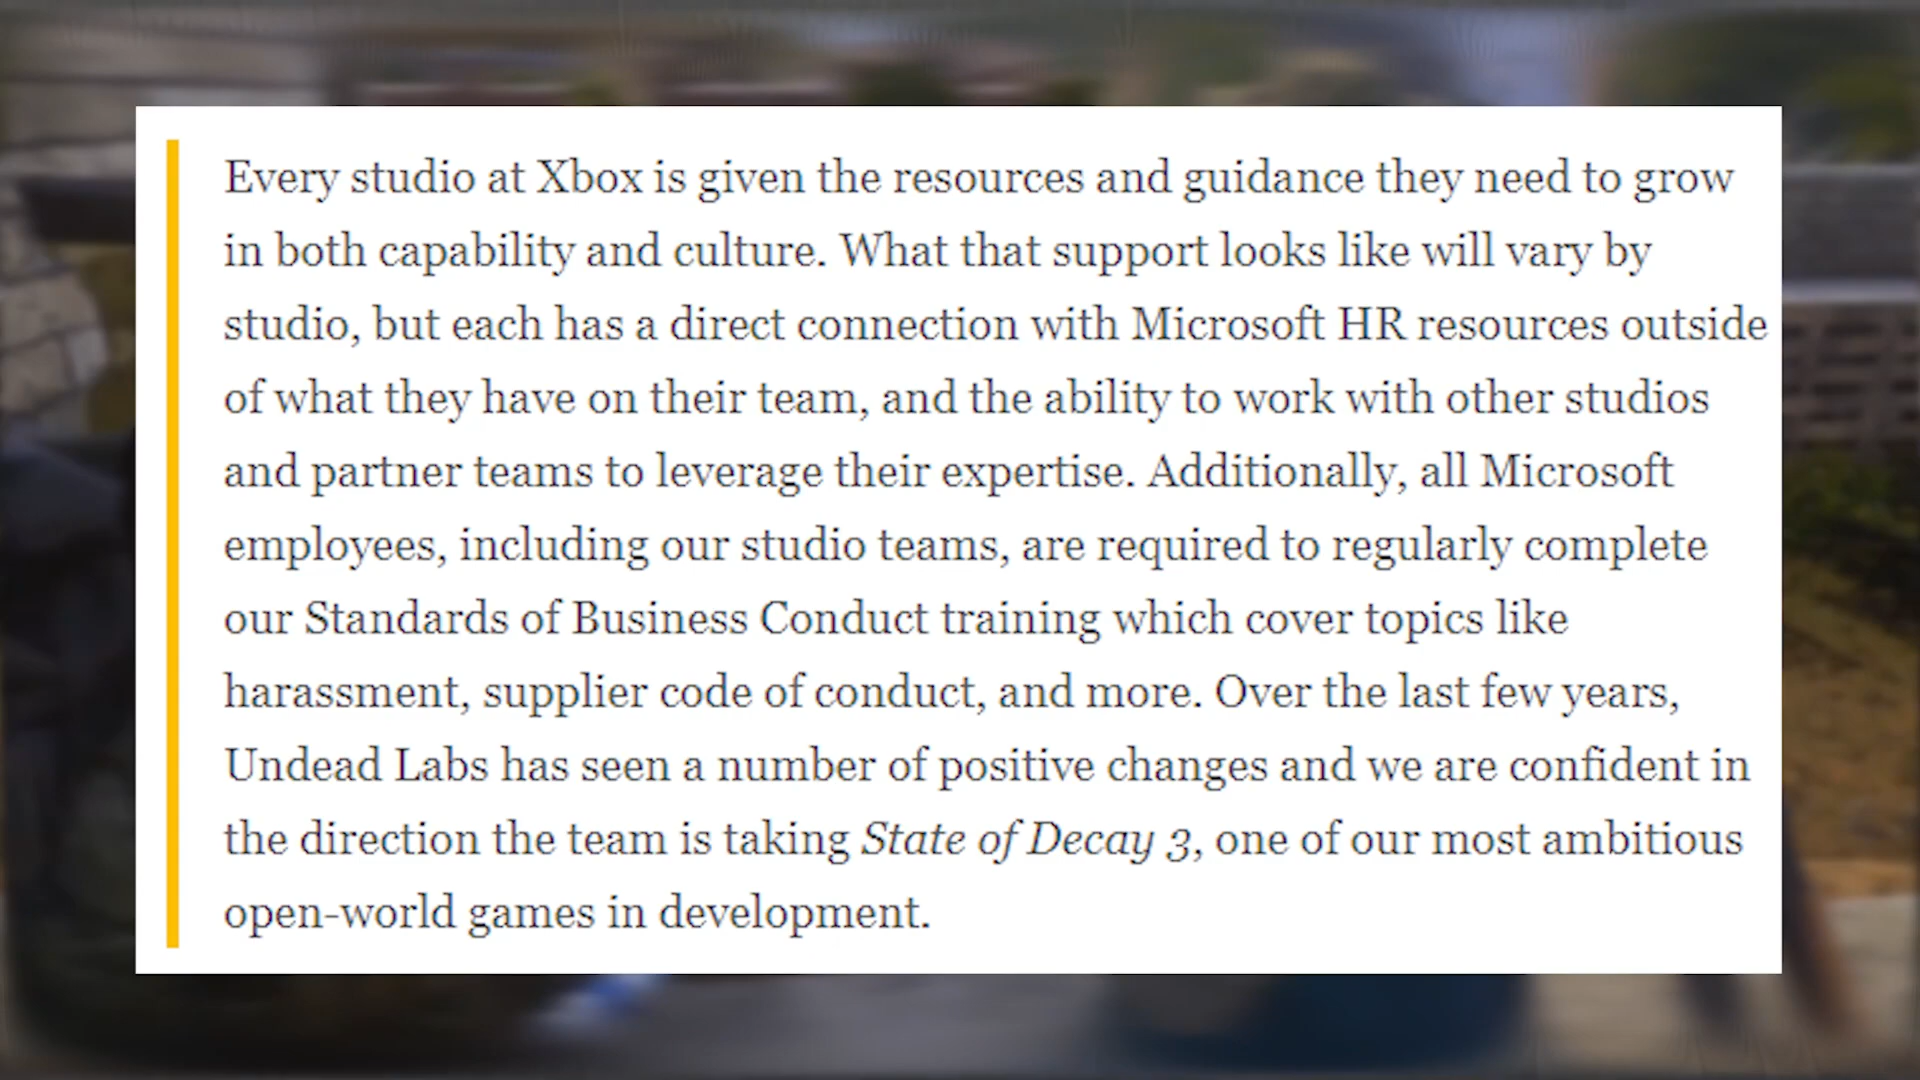 Every studio at Xbox is given the resources and guidance they need to grow
in both capability and culture. What that support looks like will vary by
studio, but each has a direct connection with Microsoft HR resources outside
of what they have on their team, and the ability to work with other studios
and partner teams to leverage their expertise. Additionally, all Microsoft
employees, including our studio teams, are required to regularly complete
our Standards of Business Conduct training which cover topics like
harassment, supplier code of conduct, and more. Over the last few years,
Undead Labs has seen a number of positive changes and we are confident in
the direction the team is taking State of Decay 3, one of our most ambitious
open-world games in development.